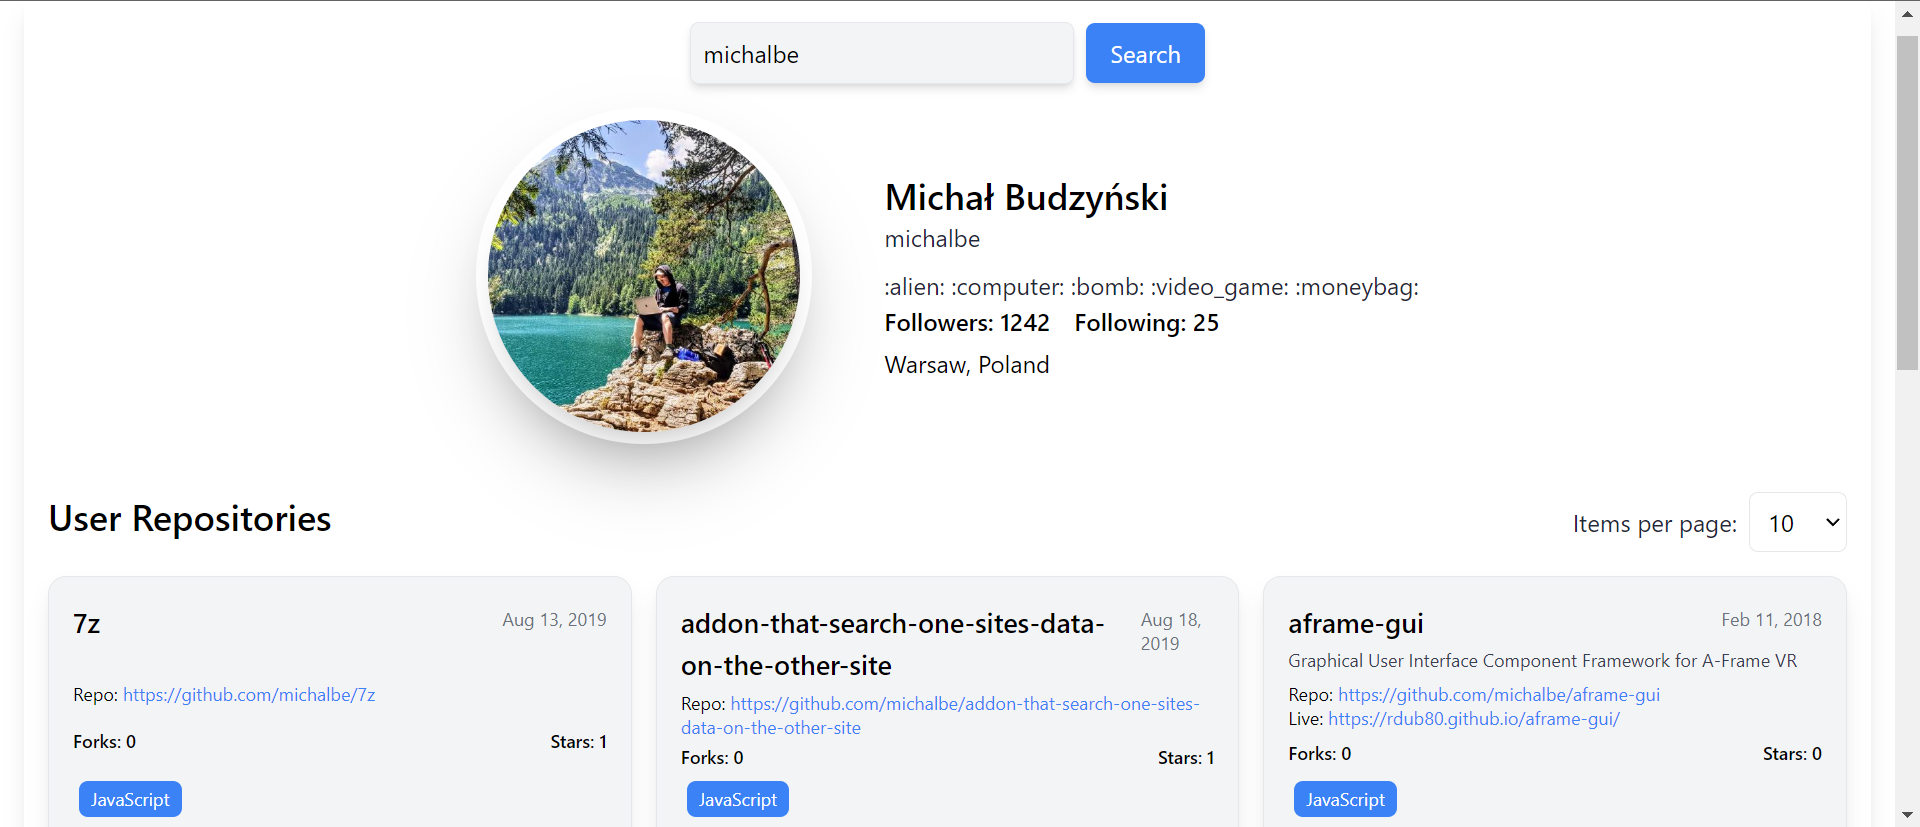 michalbe
Search
Michał Budzyński
michalbe
:alien: :computer: :bomb: :video_game: :moneybag:
Followers: 1242 Following: 25
Warsaw, Poland
User Repositories
Items per page: 10
7z
Aug 13, 2019
Repo: https://github.com/michalbe/7z
Forks: 0
Stars: 1
JavaScript
addon-that-search-one-sites-data-
on-the-other-site
Aug 18,
2019
Repo: https://github.com/michalbe/addon-that-search-one-sites-
data-on-the-other-site
Forks: 0
Stars: 1
JavaScript
aframe-gui
Feb 11, 2018
Graphical User Interface Component Framework for A-Frame VR
Repo: https://github.com/michalbe/aframe-gui
Live: https://rdub80.github.io/aframe-gui/
Forks: 0
Stars: 0
JavaScript